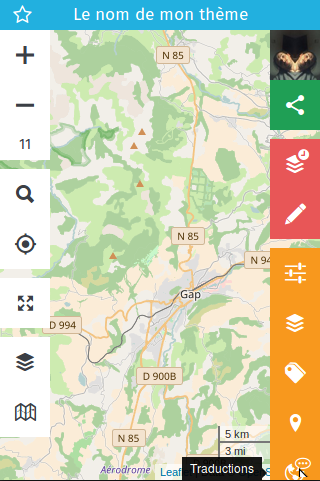 Le nom de mon thème
N 85
11
N 85
N 94
Gap
D 994
D 900B
5 km
3 mi
N 85
Aérodrome
Leaf
Traductions